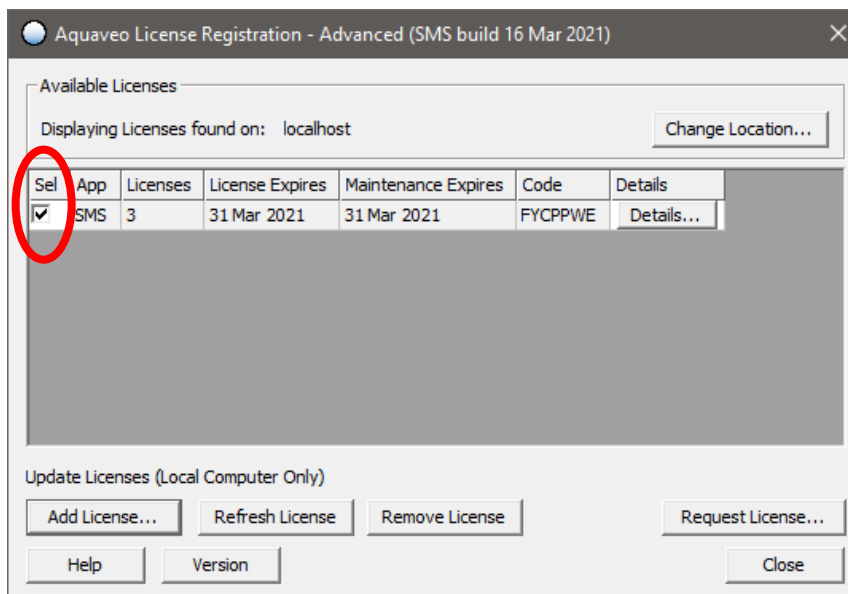 Aquaveo License Registration - Advanced (SMS build 16 Mar 2021)
Available Licenses
Displaying Licenses found on: localhost
Change Location...
Sel App Licenses License Expires Maintenance Expires Code Details
SMS 3 31 Mar 2021 31 Mar 2021 FYCPPWE Details...
Update Licenses (Local Computer Only)
Add License... Refresh License Remove License Request License...
Help Version Close